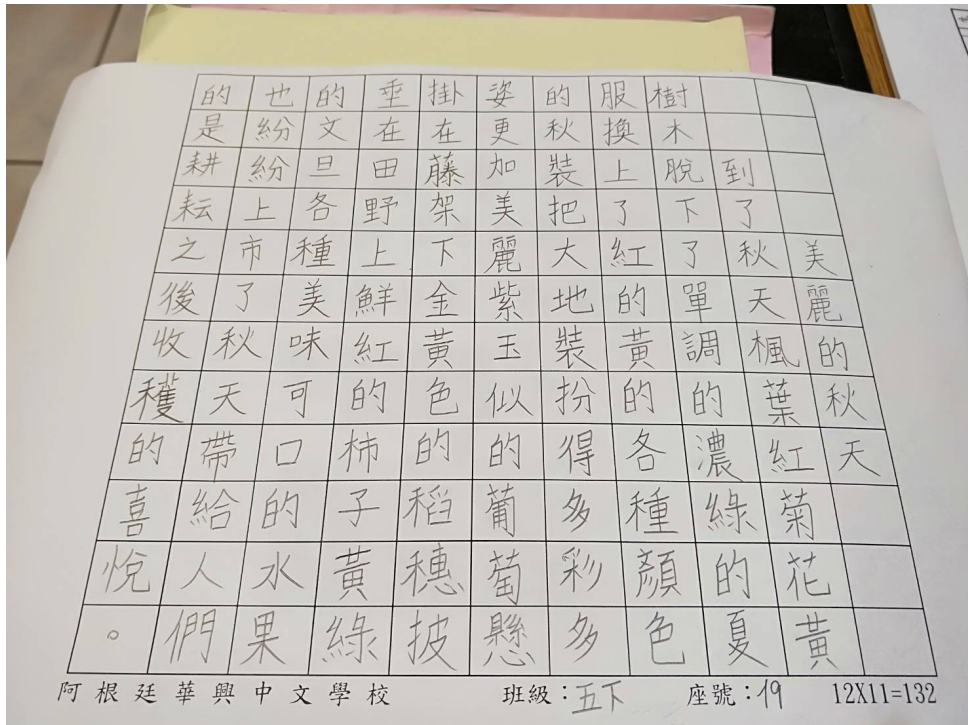 美麗的秋天
到了秋天楓葉紅菊花黃
樹木脫下了單調的濃綠的夏
服換上了紅的黃的各種顏色
的秋裝把大地裝扮得多彩多
姿更加美麗紫玉似的葡萄懸
掛在藤架下金黃色的稻穗披
垂在田野上鮮紅的柿子黃綠
的文旦各種美味可口的水果
也紛紛上市了秋天帶給人們
的是耕耘之後收穫的喜悅。
阿根廷華興中文學校 班級：五下 座號：19 12X11=132